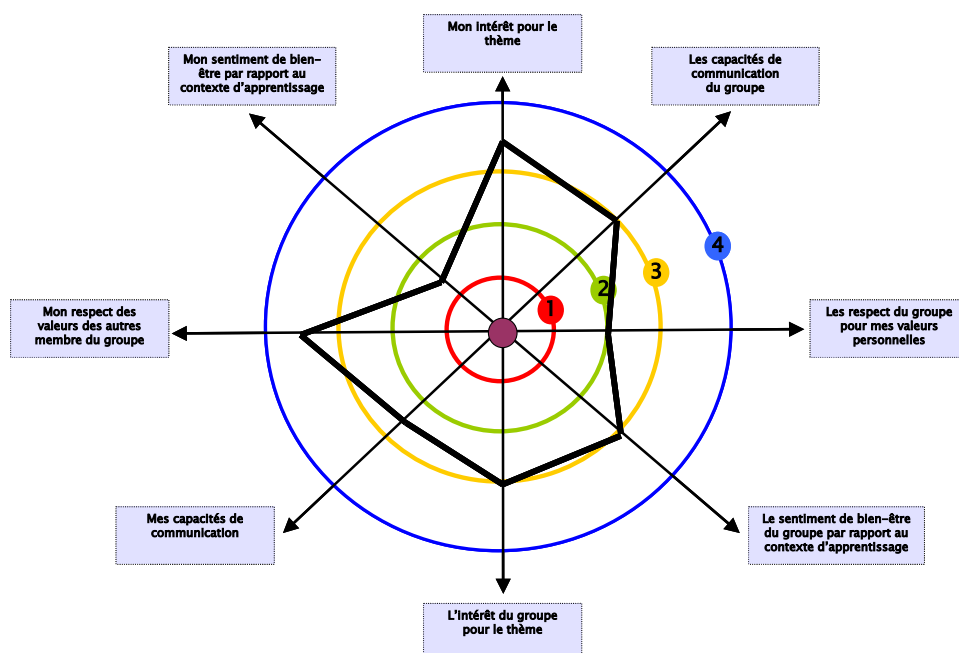 Mon intérêt pour le
thème
Mon sentiment de bien-
être par rapport au
contexte d'apprentissage
Les capacités de
communication
du groupe
4
3
2
1
Mon respect des
valeurs des autres
membre du groupe
Les respect du groupe
pour mes valeurs
personnelles
Mes capacités de
communication
Le sentiment de bien-être
du groupe par rapport au
contexte d'apprentissage
L'intérêt du groupe
pour le thème